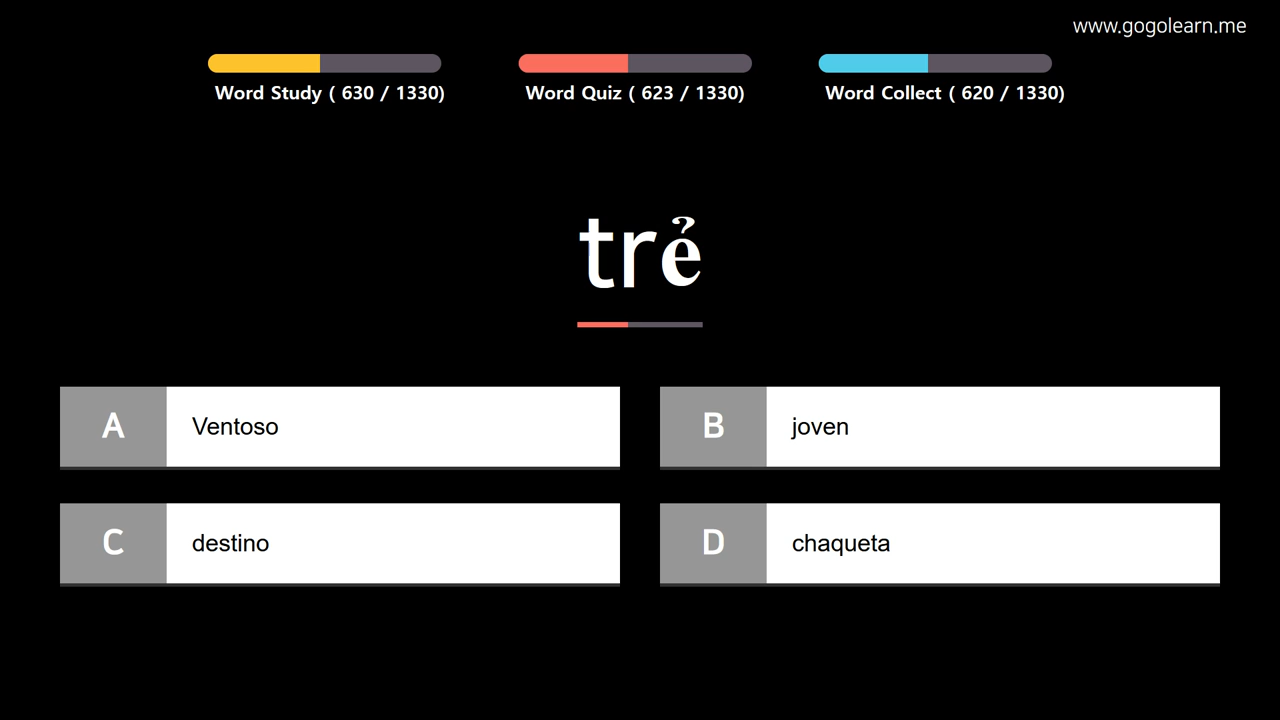 www.gogolearn.me
Word Study ( 630 / 1330)
Word Quiz ( 623 / 1330)
Word Collect ( 620 / 1330)
trẻ
A Ventoso
B joven
C destino
D chaqueta